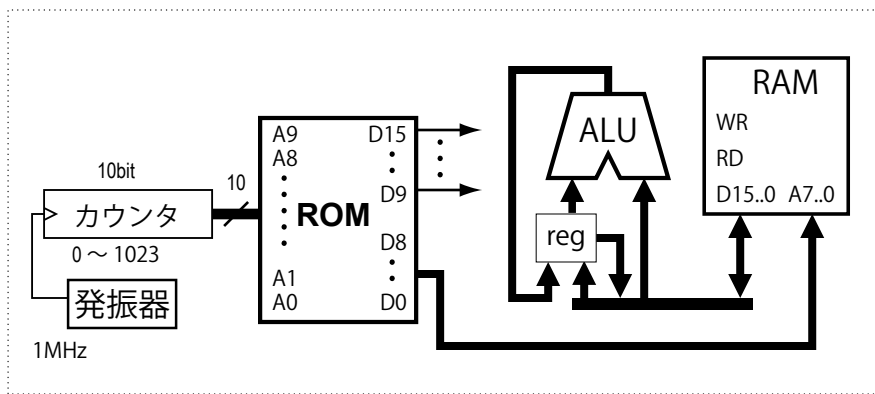 10bit
カウンタ
0 ～ 1023
発振器
1MHz
10
A9
A8
A1
A0
ROM
D15
D9
D8
D0
ALU
reg
RAM
WR
RD
D15..0 A7..0